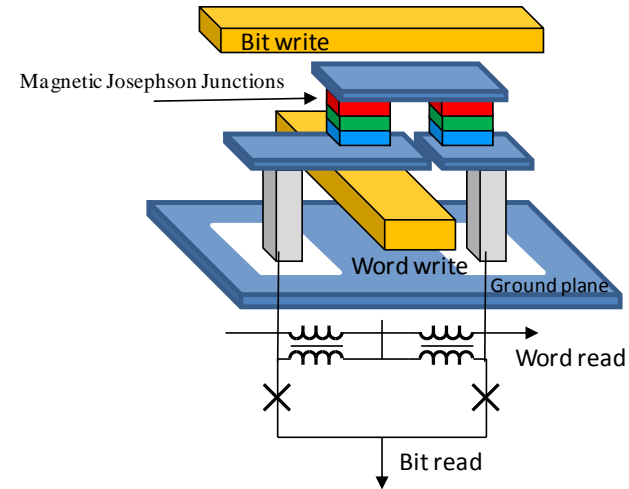 Bit write
Magnetic Josephson Junctions
Word write
Ground plane
Word read
Bit read